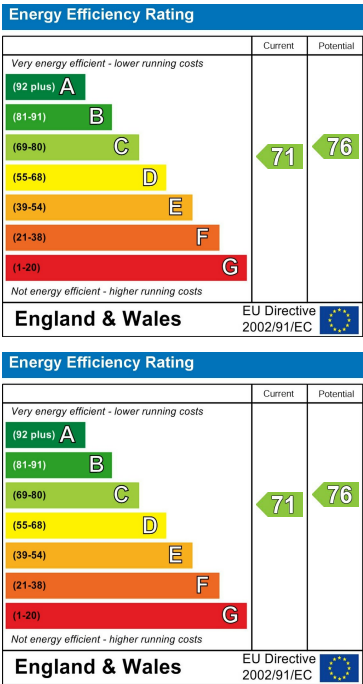 Energy Efficiency Rating
Current Potential
Very energy efficient - lower running costs
(92 plus) A
(81-91) B
(69-80) C
71 76
(55-68) D
(39-54) E
(21-38) F
(1-20) G
Not energy efficient - higher running costs
England & Wales
EU Directive
2002/91/EC
Energy Efficiency Rating
Current Potential
Very energy efficient - lower running costs
(92 plus) A
(81-91) B
(69-80) C
71 76
(55-68) D
(39-54) E
(21-38) F
(1-20) G
Not energy efficient - higher running costs
England & Wales
EU Directive
2002/91/EC